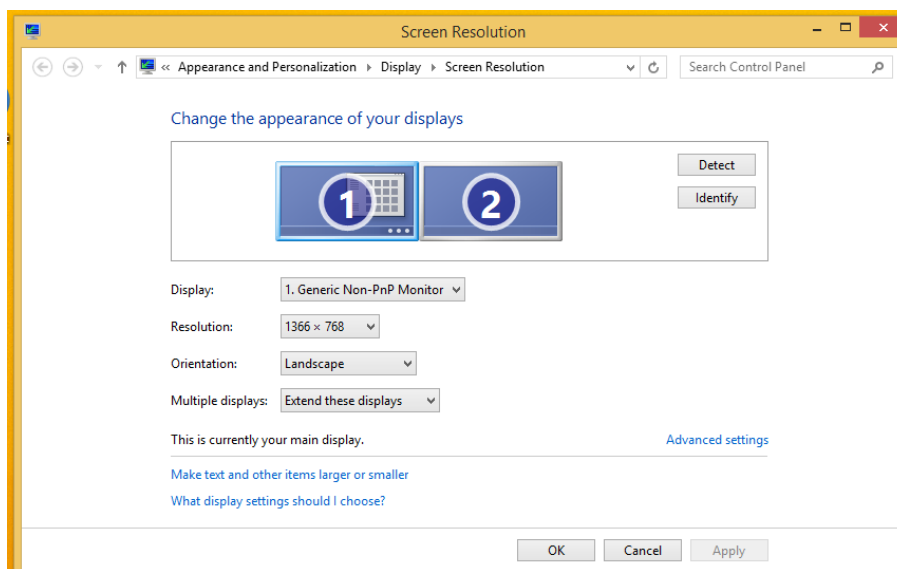 Screen Resolution
« Appearance and Personalization Display Screen Resolution Search Control Panel
Change the appearance of your displays
1 2
Detect
Identify
Display: 1. Generic Non-PnP Monitor
Resolution: 1366 × 768
Orientation: Landscape
Multiple displays: Extend these displays
This is currently your main display. Advanced settings
Make text and other items larger or smaller
What display settings should I choose?
OK Cancel Apply